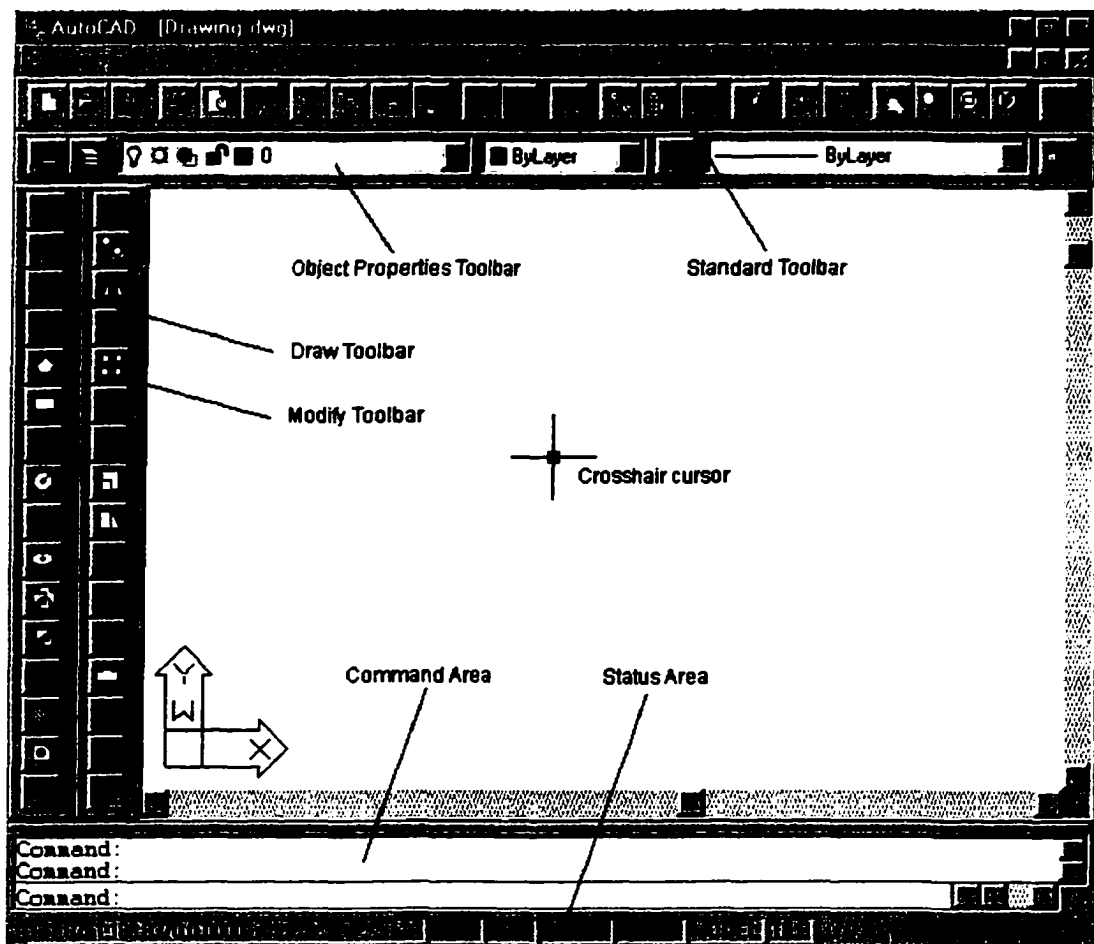 AutoCAD [Drawing.dwg]
0 ByLayer ByLayer
Object Properties Toolbar Standard Toolbar
Draw Toolbar
Modify Toolbar
Crosshair cursor
Command Area Status Area
Y
W
X
Command:
Command:
Command: